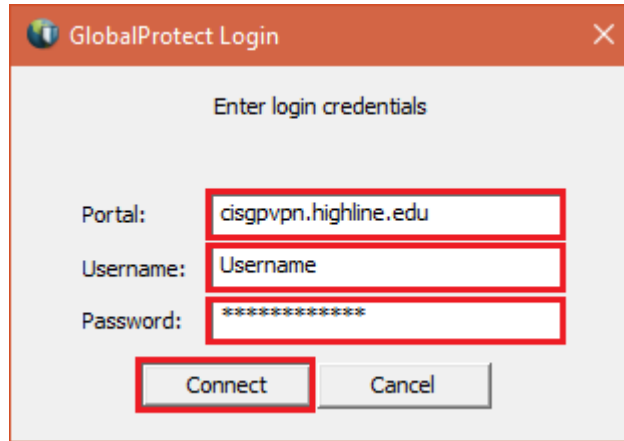 GlobalProtect Login
Enter login credentials
Portal: cisgpvpn.highline.edu
Username: Username
Password: *************
Connect Cancel